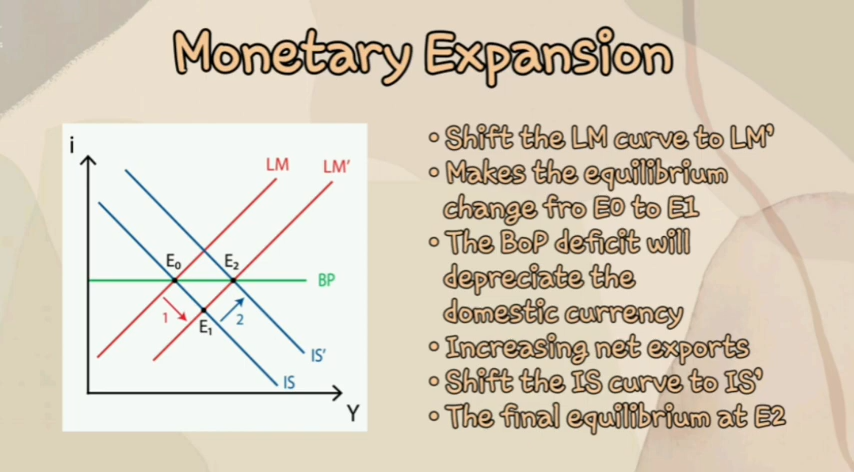 Monetary Expansion
i
LM
LM'
E₀
E₂
BP
1
E₁
2
IS'
IS
Y
• Shift the LM curve to LM'
• Makes the equilibrium
change fro E0 to E1
• The BoP deficit will
depreciate the
domestic currency
• Increasing net exports
• Shift the IS curve to IS'
• The final equilibrium at E2